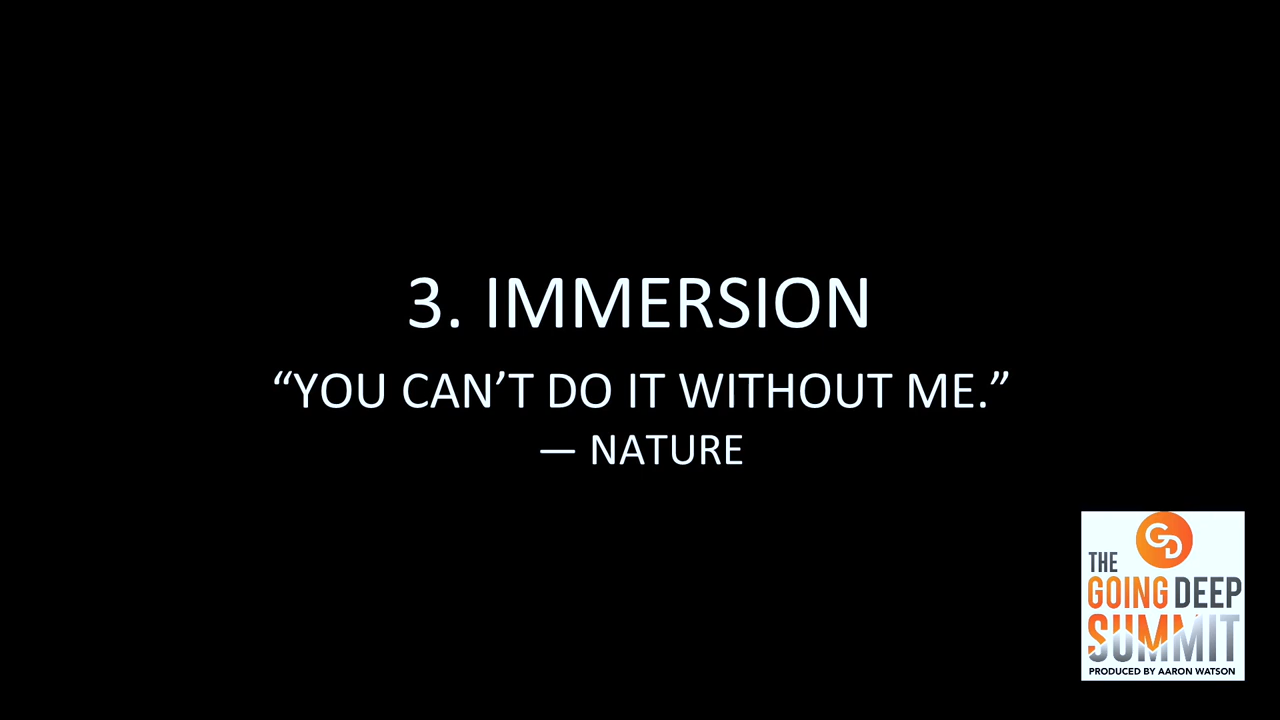 3. IMMERSION
“YOU CAN’T DO IT WITHOUT ME.”
— NATURE
GD
THE
GOING DEEP
SUMMIT
PRODUCED BY AARON WATSON